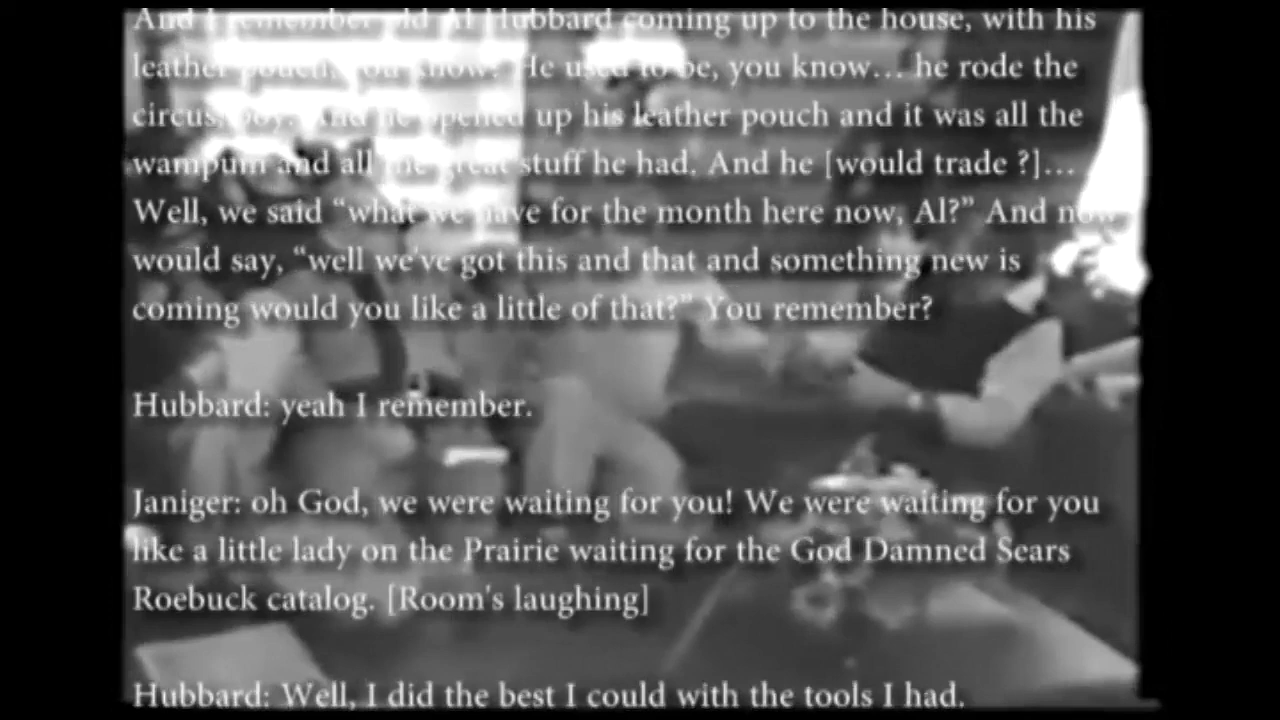 And I remember old Al Hubbard coming up to the house, with his
leather pouch, you know? He used to be, you know… he rode the
circus, boy. And he opened up his leather pouch and it was all the
wampum and all the great stuff he had. And he [would trade ?]…
Well, we said “what we have for the month here now, Al?” And now
would say, “well we’ve got this and that and something new is
coming would you like a little of that?” You remember?
Hubbard: yeah I remember.
Janiger: oh God, we were waiting for you! We were waiting for you
like a little lady on the Prairie waiting for the God Damned Sears
Roebuck catalog. [Room's laughing]
Hubbard: Well, I did the best I could with the tools I had.